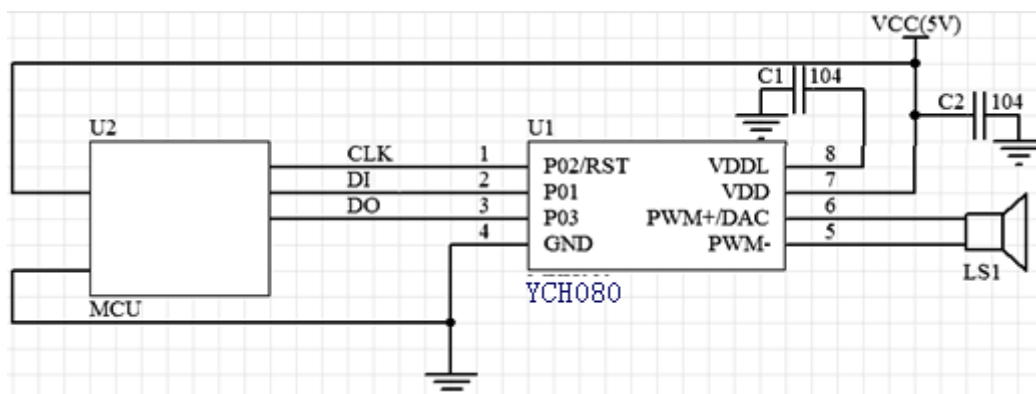 VCC(5V)
C1 104
C2 104
U2
U1
CLK 1 P02/RST VDDL 8
DI 2 P01 VDD 7
DO 3 P03 PWM+/DAC 6
4 GND PWM- 5
LS1
YCH080
MCU